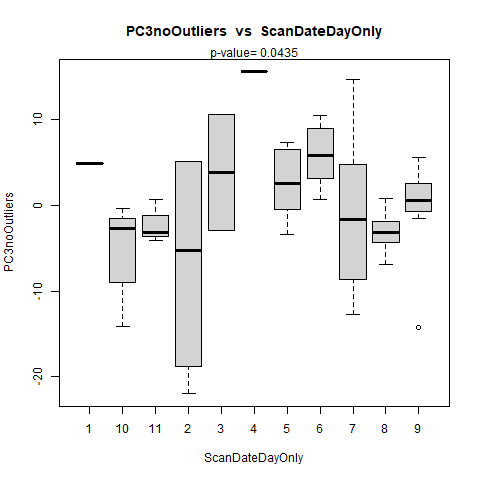 PC3noOutliers vs ScanDateDayOnly
p-value= 0.0435
PC3noOutliers
10
0
-10
-20
1 10 11 2 3 4 5 6 7 8 9
ScanDateDayOnly